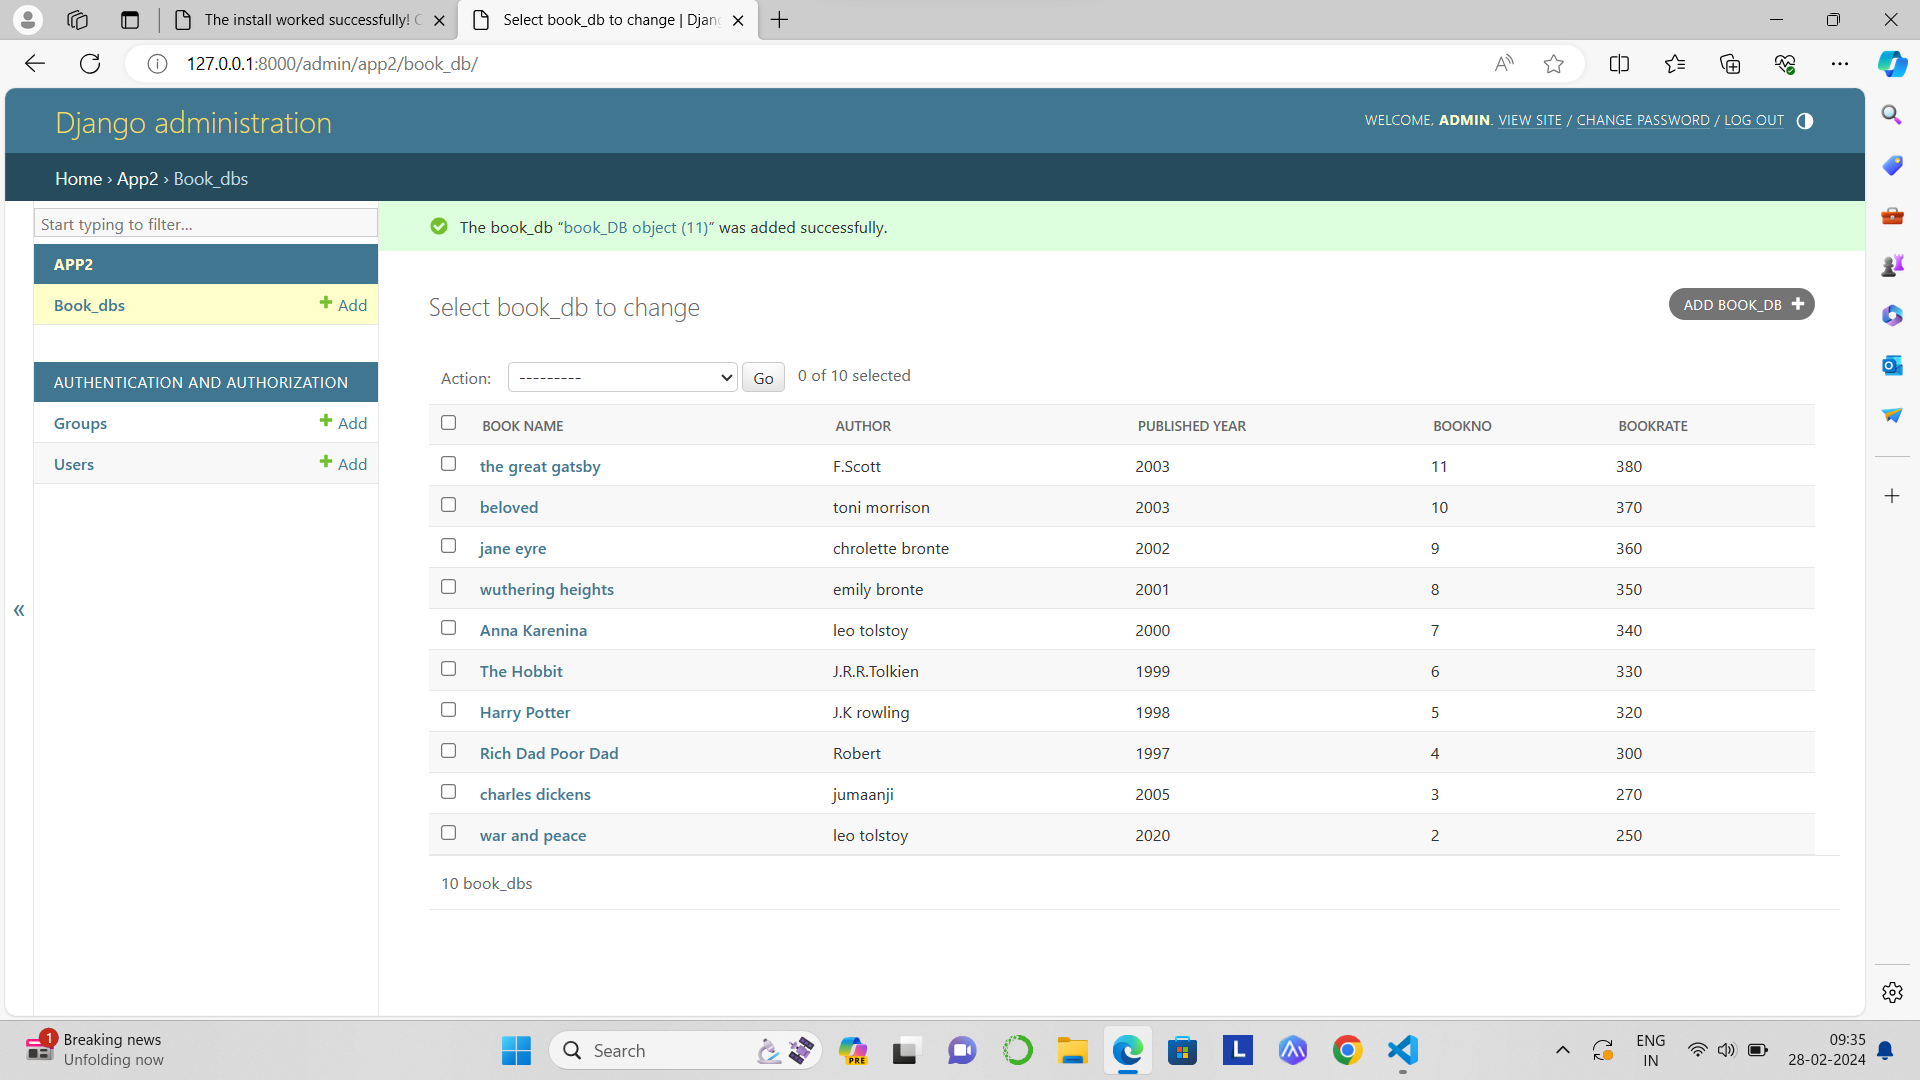 The install worked successfully! C
Select book_db to change | Djang
127.0.0.1:8000/admin/app2/book_db/
Django administration
WELCOME, ADMIN. VIEW SITE / CHANGE PASSWORD / LOG OUT
Home › App2 › Book_dbs
Start typing to filter...
APP2
Book_dbs
Add
AUTHENTICATION AND AUTHORIZATION
Groups
Add
Users
Add
«
The book_db “book_DB object (11)” was added successfully.
Select book_db to change
ADD BOOK_DB
Action: --------- Go 0 of 10 selected
BOOK NAME AUTHOR PUBLISHED YEAR BOOKNO BOOKRATE
the great gatsby F.Scott 2003 11 380
beloved toni morrison 2003 10 370
jane eyre chrolette bronte 2002 9 360
wuthering heights emily bronte 2001 8 350
Anna Karenina leo tolstoy 2000 7 340
The Hobbit J.R.R.Tolkien 1999 6 330
Harry Potter J.K rowling 1998 5 320
Rich Dad Poor Dad Robert 1997 4 300
charles dickens jumaanji 2005 3 270
war and peace leo tolstoy 2020 2 250
10 book_dbs
1
Breaking news
Unfolding now
Search
PRE
L
ENG
IN
09:35
28-02-2024